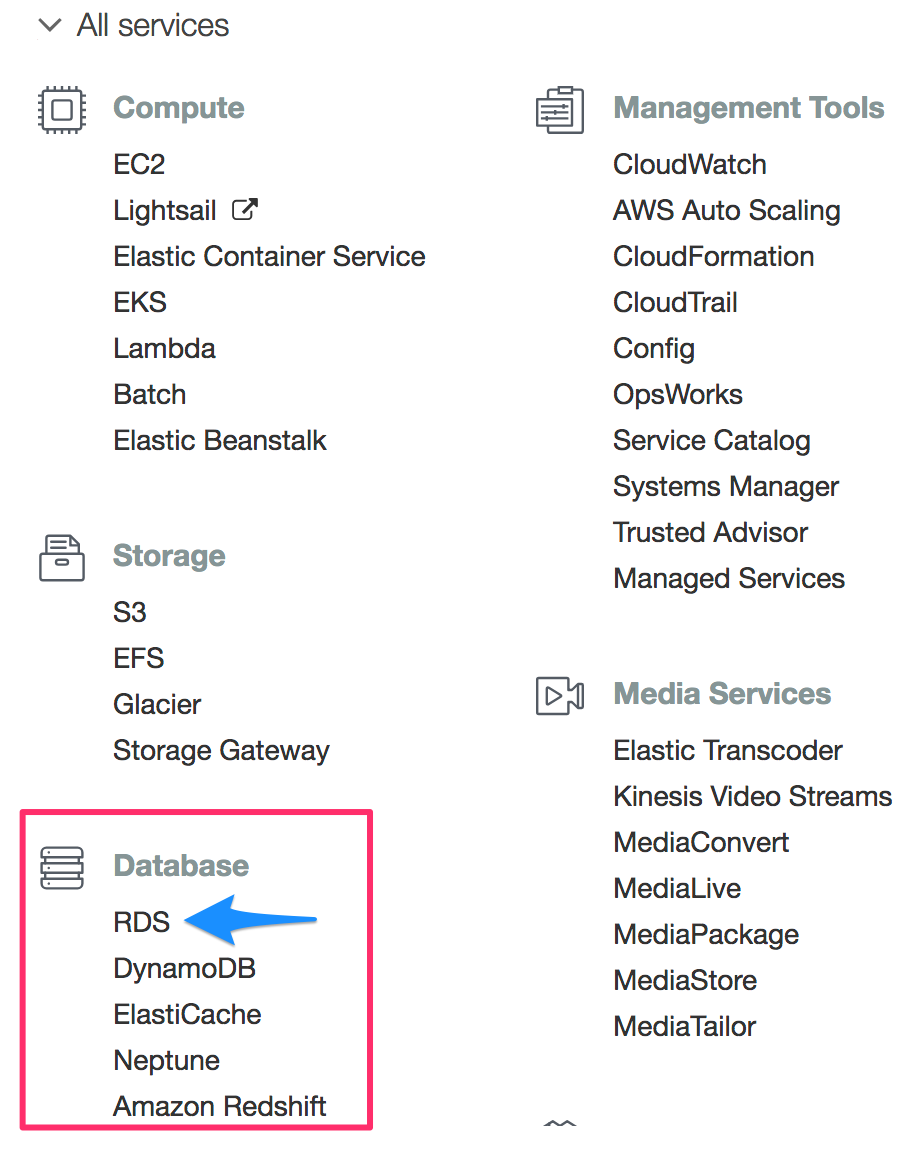 All services
Compute
EC2
Lightsail
Elastic Container Service
EKS
Lambda
Batch
Elastic Beanstalk
Storage
S3
EFS
Glacier
Storage Gateway
Database
RDS
DynamoDB
ElastiCache
Neptune
Amazon Redshift
Management Tools
CloudWatch
AWS Auto Scaling
CloudFormation
CloudTrail
Config
OpsWorks
Service Catalog
Systems Manager
Trusted Advisor
Managed Services
Media Services
Elastic Transcoder
Kinesis Video Streams
MediaConvert
MediaLive
MediaPackage
MediaStore
MediaTailor